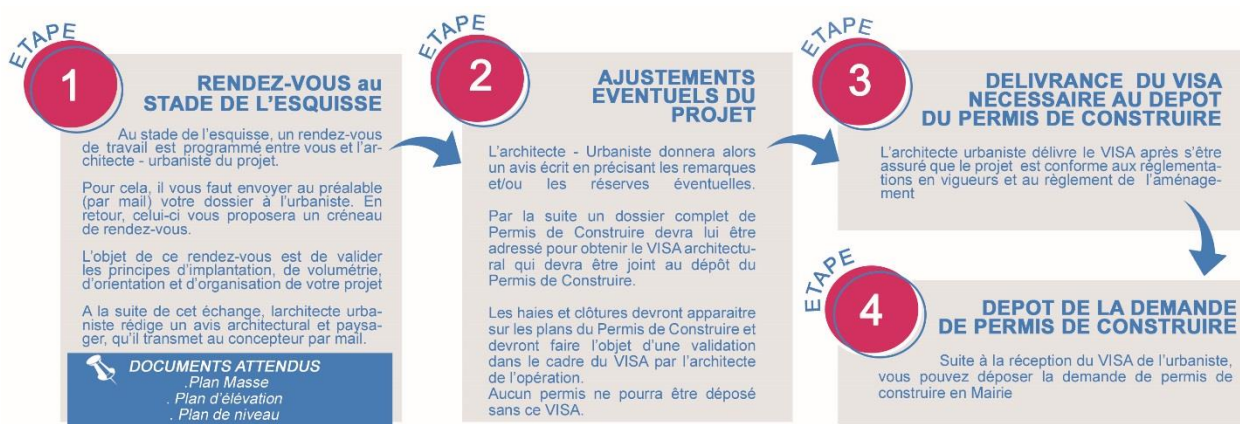 ETAPE
1
RENDEZ-VOUS au
STADE DE L'ESQUISSE
Au stade de l'esquisse, un rendez-vous
de travail est programmé entre vous et l'ar-
chitecte - urbaniste du projet.
Pour cela, il vous faut envoyer au préalable
(par mail) votre dossier à l'urbaniste. En
retour, celui-ci vous proposera un créneau
de rendez-vous.
L'objet de ce rendez-vous est de valider
les principes d'implantation, de volumétrie,
d'orientation et d'organisation de votre projet
A la suite de cet échange, larchitecte urba-
niste rédige un avis architectural et paysa-
ger, qu'il transmet au concepteur par mail.
DOCUMENTS ATTENDUS
.Plan Masse
. Plan d'élévation
. Plan de niveau
ETAPE
2
AJUSTEMENTS
EVENTUELS DU
PROJET
L'architecte - Urbaniste donnera alors
un avis écrit en précisant les remarques
et/ou les réserves éventuelles.
Par la suite un dossier complet de
Permis de Construire devra lui être
adressé pour obtenir le VISA architectu-
ral qui devra être joint au dépôt du
Permis de Construire.
Les haies et clôtures devront apparaitre
sur les plans du Permis de Construire et
devront faire l'objet d'une validation
dans le cadre du VISA par l'architecte
de l'opération.
Aucun permis ne pourra être déposé
sans ce VISA.
ETAPE
3
DELIVRANCE DU VISA
NECESSAIRE AU DEPOT
DU PERMIS DE CONSTRUIRE
L'architecte urbaniste délivre le VISA après s'être
assuré que le projet est conforme aux réglementa-
tions en vigueurs et au règlement de l'aménage-
ment
ETAPE
4
DEPOT DE LA DEMANDE
DE PERMIS DE CONSTRUIRE
Suite à la réception du VISA de l'urbaniste,
vous pouvez déposer la demande de permis de
construire en Mairie